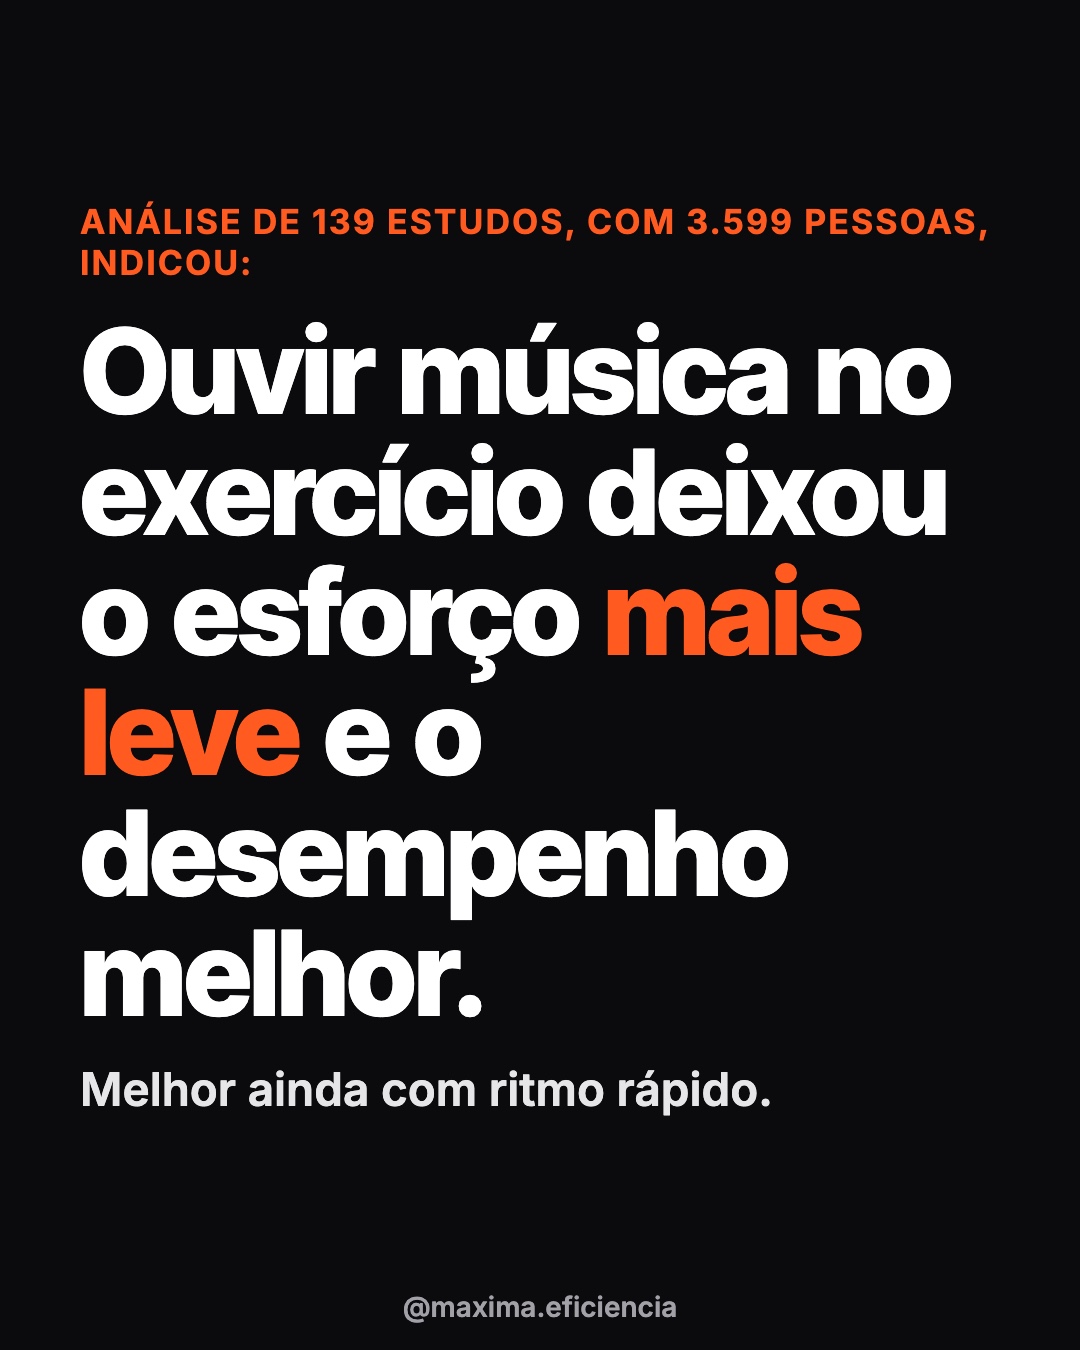 ANÁLISE DE 139 ESTUDOS, COM 3.599 PESSOAS,
INDICOU:
Ouvir música no
exercício deixou
o esforço mais
leve e o
desempenho
melhor.
Melhor ainda com ritmo rápido.
@maxima.eficiencia